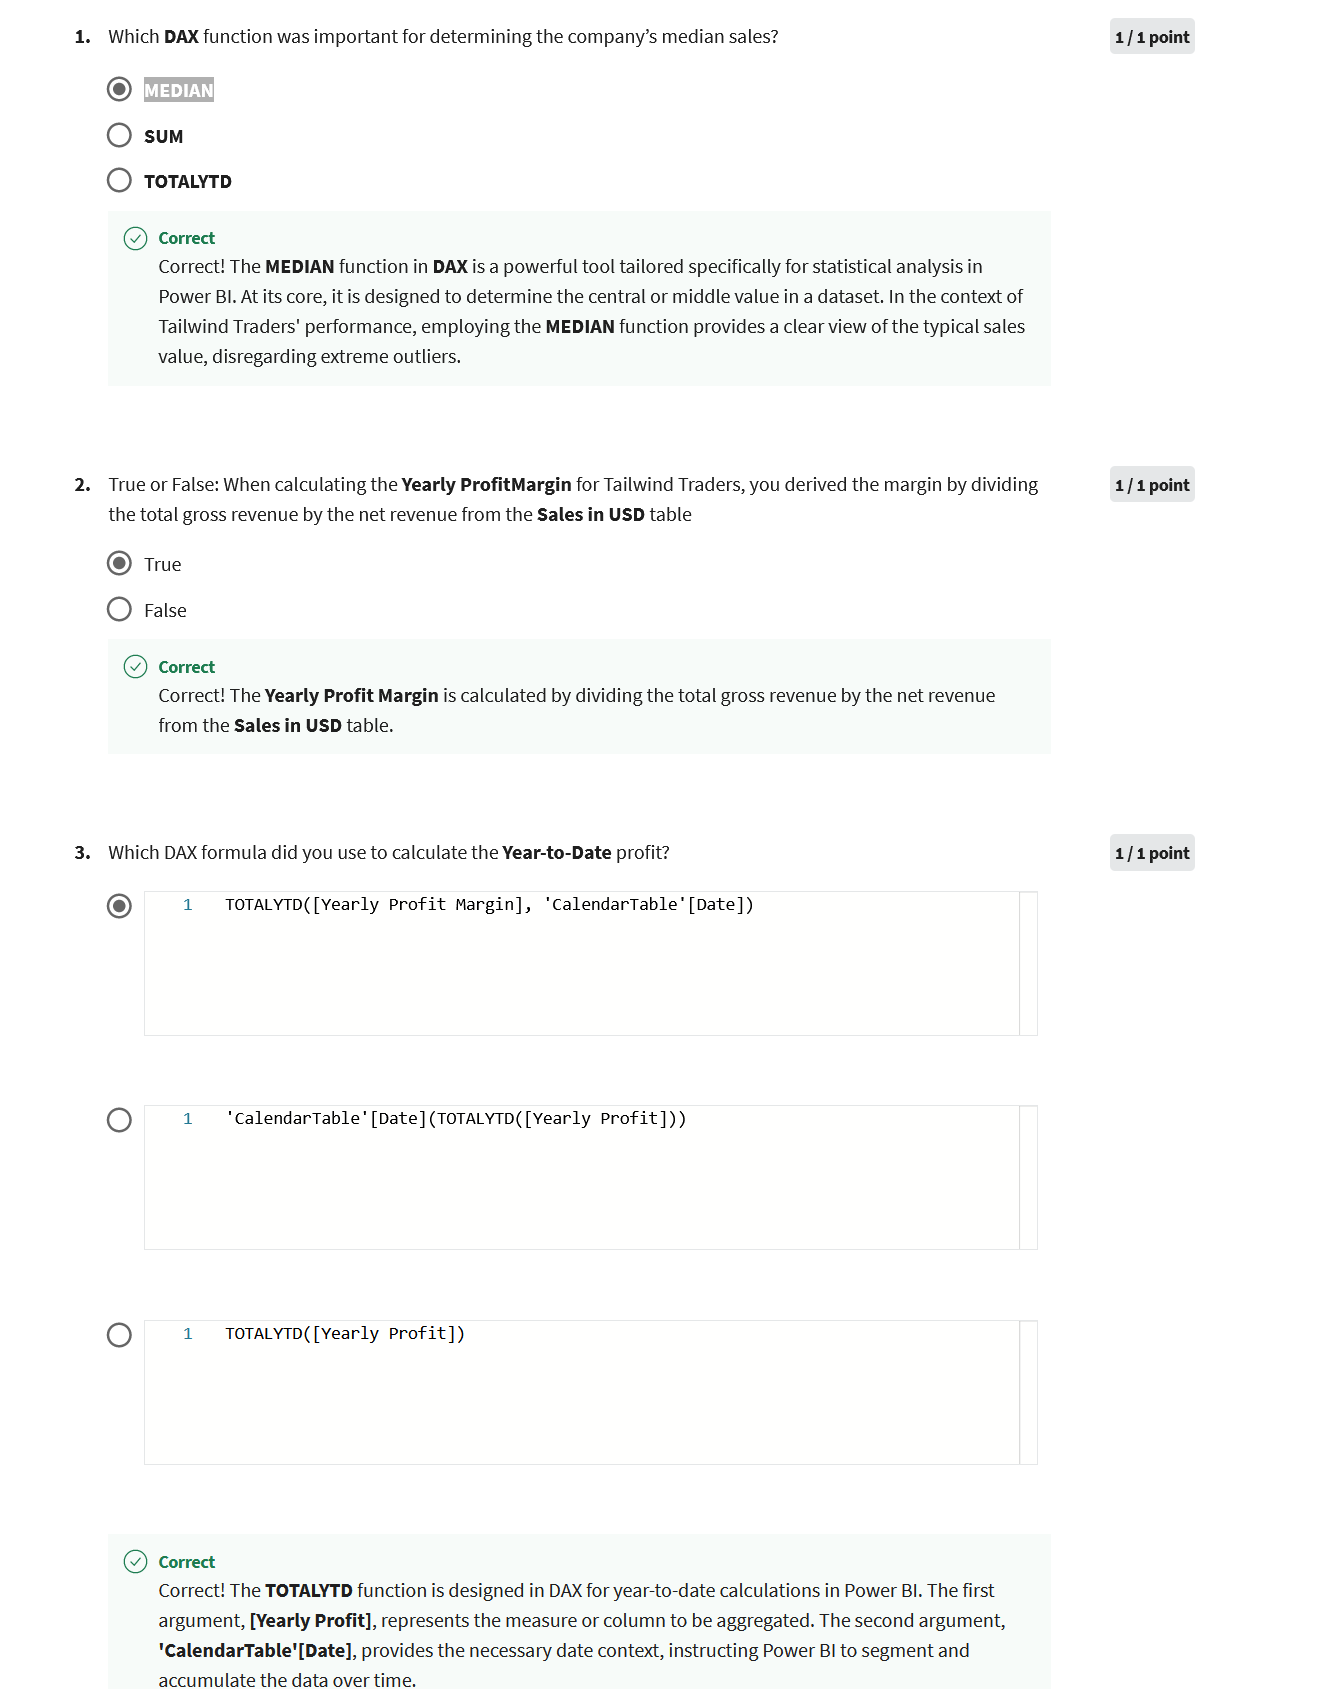 1. Which DAX function was important for determining the company’s median sales?
1 / 1 point
MEDIAN
SUM
TOTALYTD
Correct
Correct! The MEDIAN function in DAX is a powerful tool tailored specifically for statistical analysis in
Power BI. At its core, it is designed to determine the central or middle value in a dataset. In the context of
Tailwind Traders' performance, employing the MEDIAN function provides a clear view of the typical sales
value, disregarding extreme outliers.
2. True or False: When calculating the Yearly ProfitMargin for Tailwind Traders, you derived the margin by dividing
the total gross revenue by the net revenue from the Sales in USD table
1 / 1 point
True
False
Correct
Correct! The Yearly Profit Margin is calculated by dividing the total gross revenue by the net revenue
from the Sales in USD table.
3. Which DAX formula did you use to calculate the Year-to-Date profit?
1 / 1 point
1 TOTALYTD([Yearly Profit Margin], 'CalendarTable'[Date])
1 'CalendarTable'[Date](TOTALYTD([Yearly Profit]))
1 TOTALYTD([Yearly Profit])
Correct
Correct! The TOTALYTD function is designed in DAX for year-to-date calculations in Power BI. The first
argument, [Yearly Profit], represents the measure or column to be aggregated. The second argument,
'CalendarTable'[Date], provides the necessary date context, instructing Power BI to segment and
accumulate the data over time.